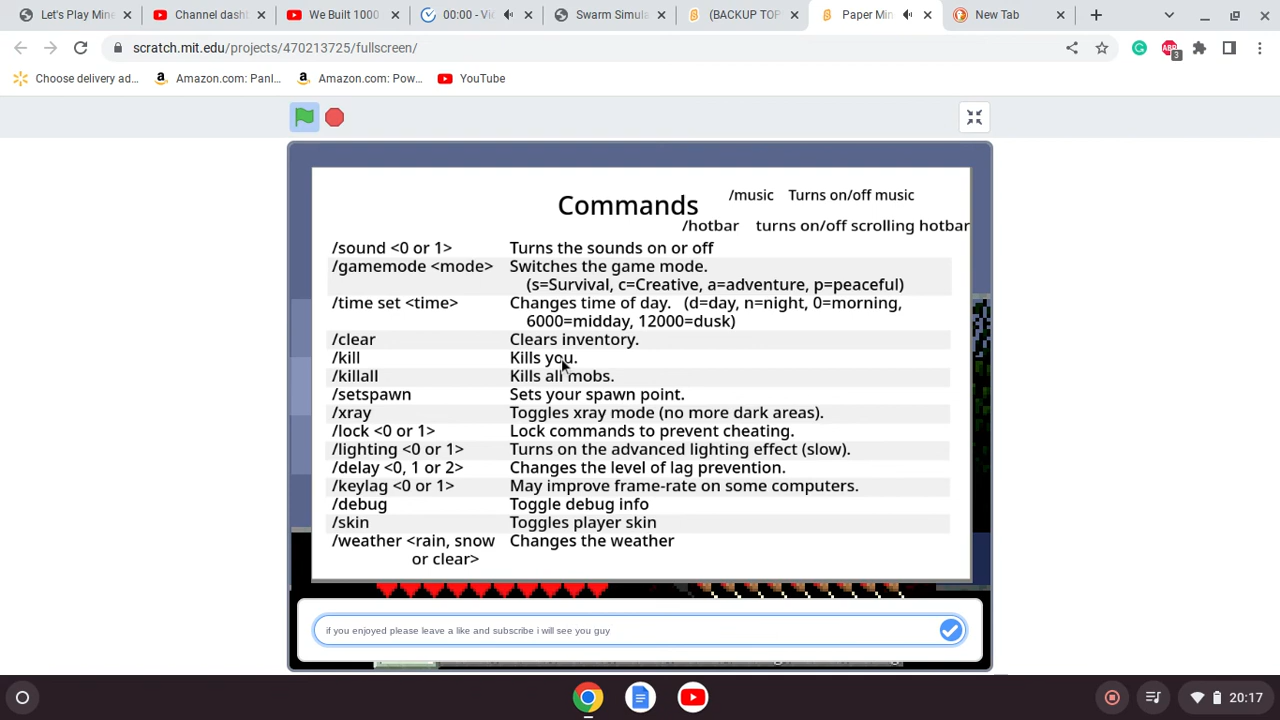 Let's Play Mine
Channel dash
We Built 1000
00:00 - Vi
Swarm Simula
(BACKUP TOP
Paper Min
New Tab
scratch.mit.edu/projects/470213725/fullscreen/
3
Choose delivery ad...
Amazon.com: Panl...
Amazon.com: Pow...
YouTube
Commands
/music Turns on/off music
/hotbar turns on/off scrolling hotbar
/sound <0 or 1> Turns the sounds on or off
/gamemode <mode> Switches the game mode.
(s=Survival, c=Creative, a=adventure, p=peaceful)
/time set <time> Changes time of day. (d=day, n=night, 0=morning,
6000=midday, 12000=dusk)
/clear Clears inventory.
/kill Kills you.
/killall Kills all mobs.
/setspawn Sets your spawn point.
/xray Toggles xray mode (no more dark areas).
/lock <0 or 1> Lock commands to prevent cheating.
/lighting <0 or 1> Turns on the advanced lighting effect (slow).
/delay <0, 1 or 2> Changes the level of lag prevention.
/keylag <0 or 1> May improve frame-rate on some computers.
/debug Toggle debug info
/skin Toggles player skin
/weather <rain, snow Changes the weather
or clear>
if you enjoyed please leave a like and subscribe i will see you guy
20:17